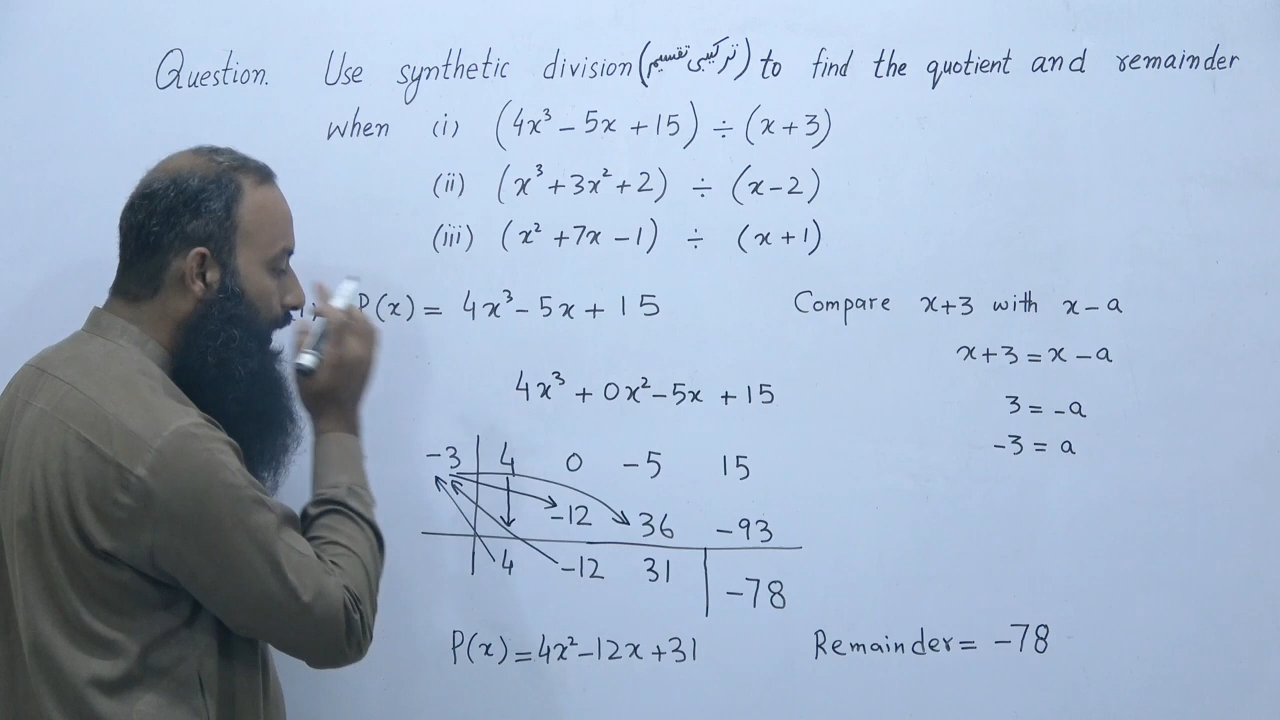 Question. Use synthetic division (ترکیبی تقسیم) to find the quotient and remainder
when (i) (4x³ - 5x + 15) ÷ (x + 3)
(ii) (x³ + 3x² + 2) ÷ (x - 2)
(iii) (x² + 7x - 1) ÷ (x + 1)
P(x) = 4x³ - 5x + 15
Compare x+3 with x-a
x+3 = x-a
3 = -a
-3 = a
4x³ + 0x² - 5x + 15
-3 4 0 -5 15
-12 36 -93
4 -12 31 -78
P(x) = 4x² - 12x + 31
Remainder = -78